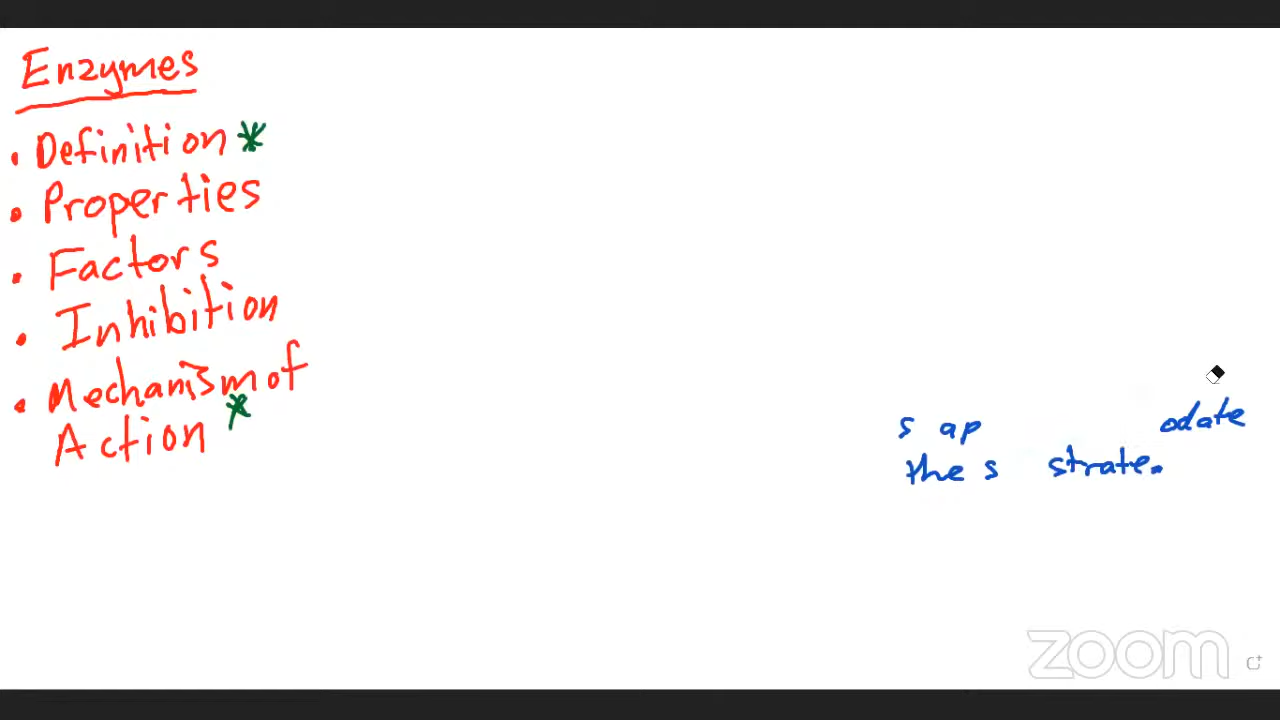 Enzymes
• Definition *
• Properties
• Factors
• Inhibition
• Mechanism of
Action *
s ap odate
the s strate.
zoom